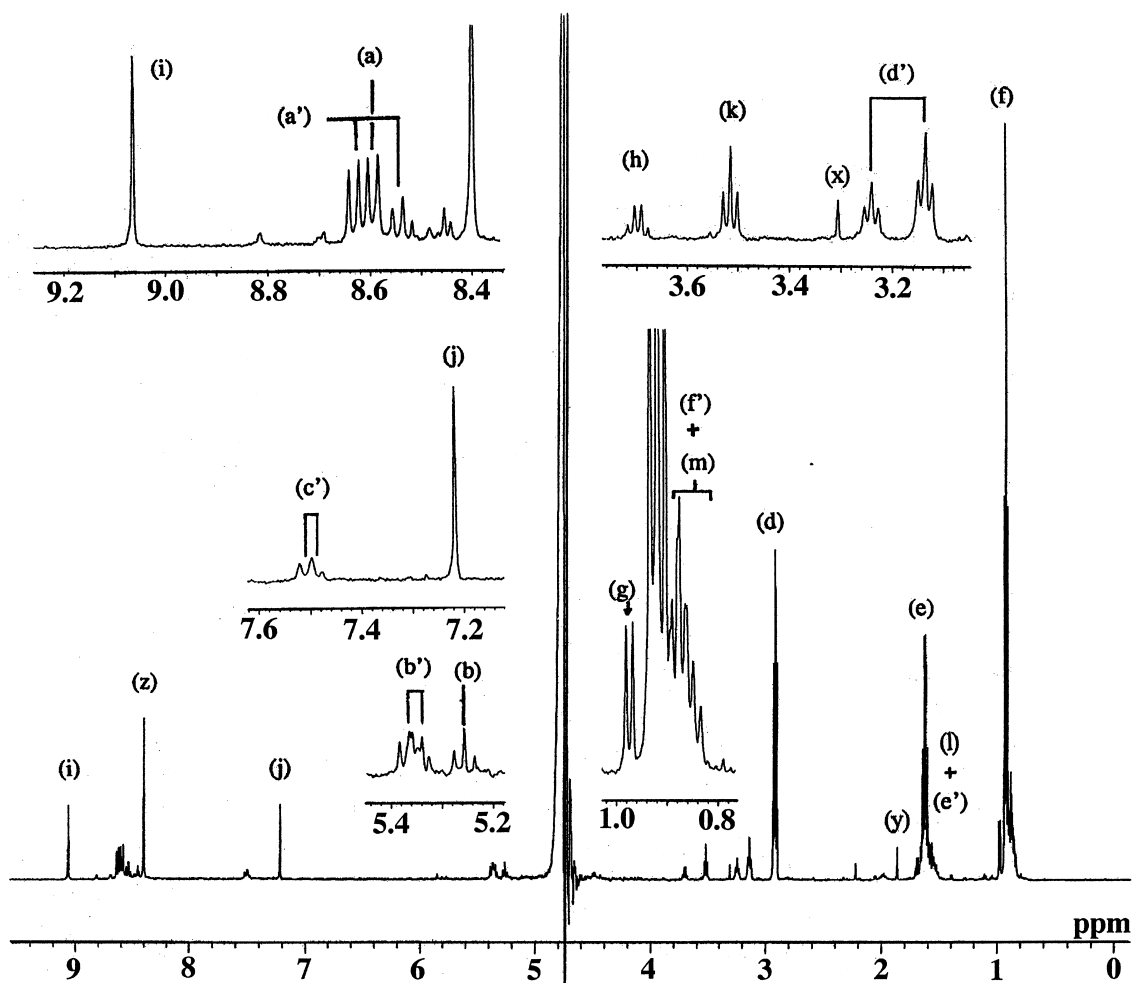 (i)
(a)
(a')
9.2 9.0 8.8 8.6 8.4
(d')
(f)
(k)
(h)
(x)
3.6 3.4 3.2
(j)
(c')
7.6 7.4 7.2
(f')
+
(m)
(g)
1.0 0.8
(d)
(e)
(l)
+
(e')
(y)
(z)
(b')
(b)
5.4 5.2
(i)
(j)
ppm
9 8 7 6 5 4 3 2 1 0